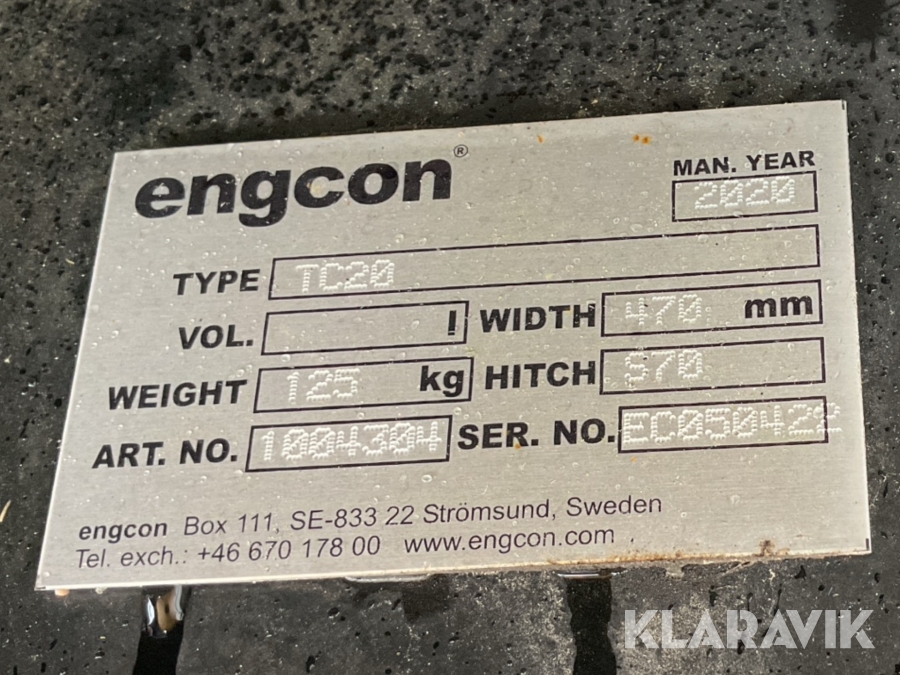 engcon®
MAN. YEAR
2020
TYPE TC20
VOL. l WIDTH 470 mm
WEIGHT 125 kg HITCH S70
ART. NO. 1004304 SER. NO. EC050422
engcon Box 111, SE-833 22 Strömsund, Sweden
Tel. exch.: +46 670 178 00 www.engcon.com
KLARAVIK